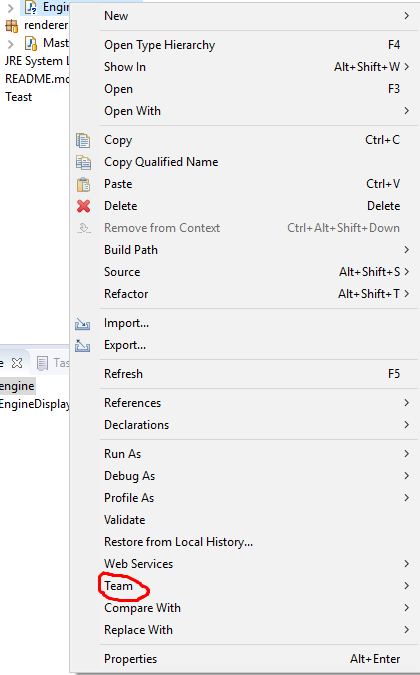 Engin
New
renderer
Mast
Open Type Hierarchy F4
JRE System L
Show In Alt+Shift+W
README.mc
Open F3
Teast
Open With
Copy Ctrl+C
Copy Qualified Name
Paste Ctrl+V
Delete Delete
Remove from Context Ctrl+Alt+Shift+Down
Build Path
Source Alt+Shift+S
Refactor Alt+Shift+T
Import...
Export...
e Tas
Refresh F5
engine
References
EngineDisplay
Declarations
Run As
Debug As
Profile As
Validate
Restore from Local History...
Web Services
Team
Compare With
Replace With
Properties Alt+Enter